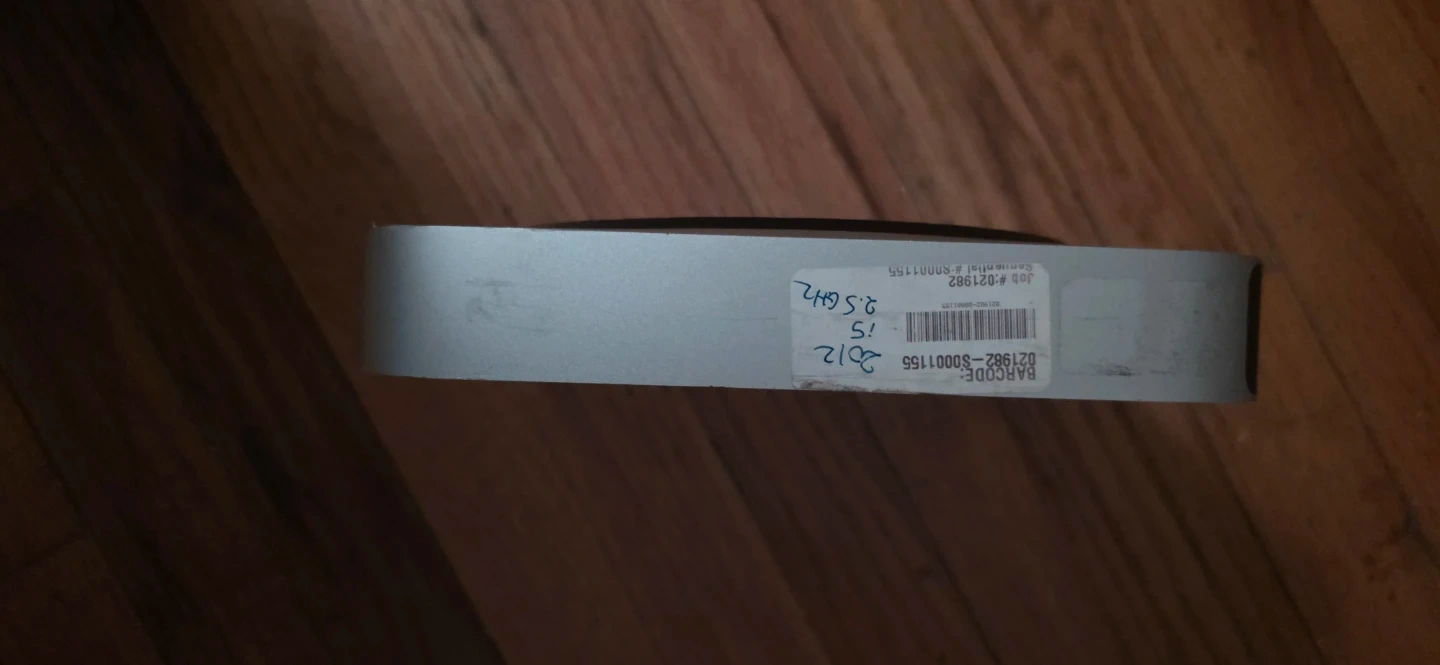 BARCODE:
021982-S0001155
021982-S0001155
Job #:021982
Sequential #:S0001155
2012
i5
2.5GHz